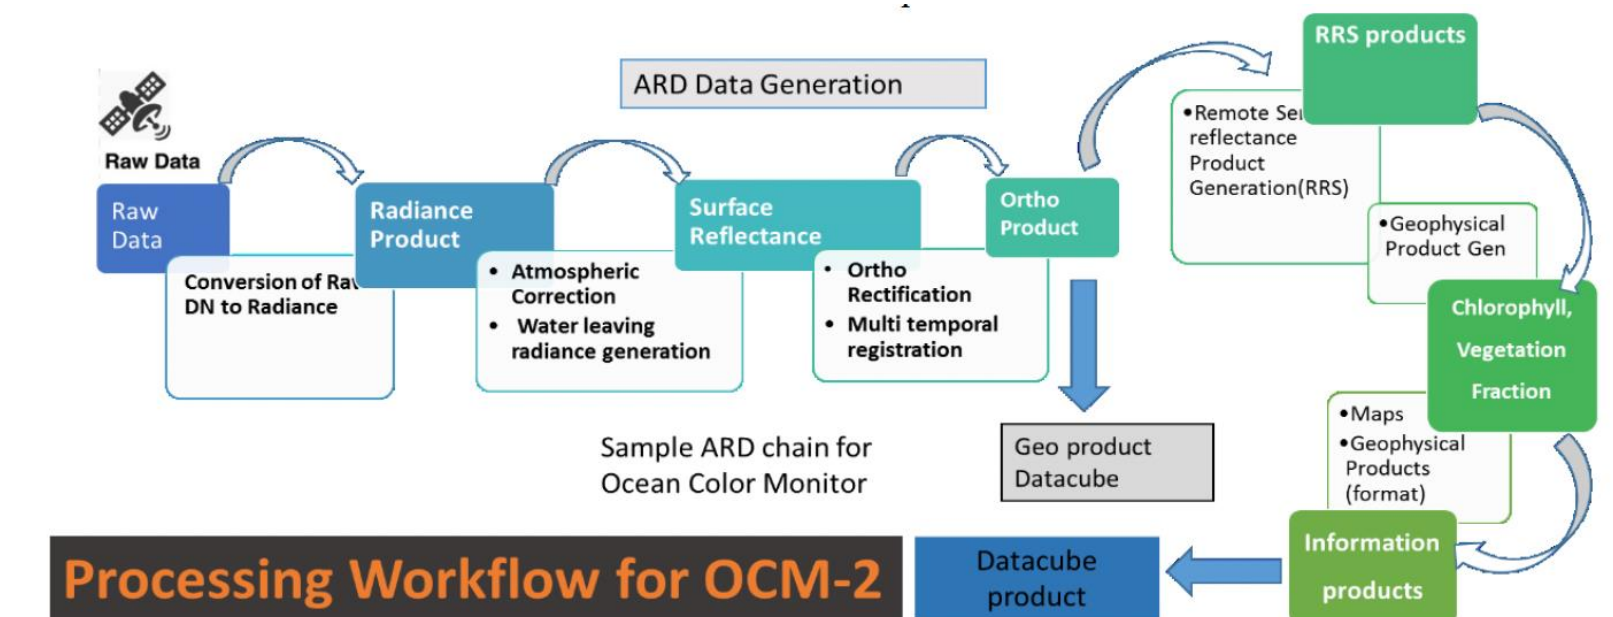 ARD Data Generation
Raw Data
Raw
Data
Conversion of Ra
DN to Radiance
Radiance
Product
• Atmospheric
Correction
• Water leaving
radiance generation
Surface
Reflectance
• Ortho
Rectification
• Multi temporal
registration
Ortho
Product
RRS products
•Remote Se
reflectance
Product
Generation(RRS)
•Geophysical
Product Gen
Chlorophyll,
Vegetation
Fraction
•Maps
•Geophysical
Products
(format)
Information
products
Geo product
Datacube
Sample ARD chain for
Ocean Color Monitor
Processing Workflow for OCM-2
Datacube
product